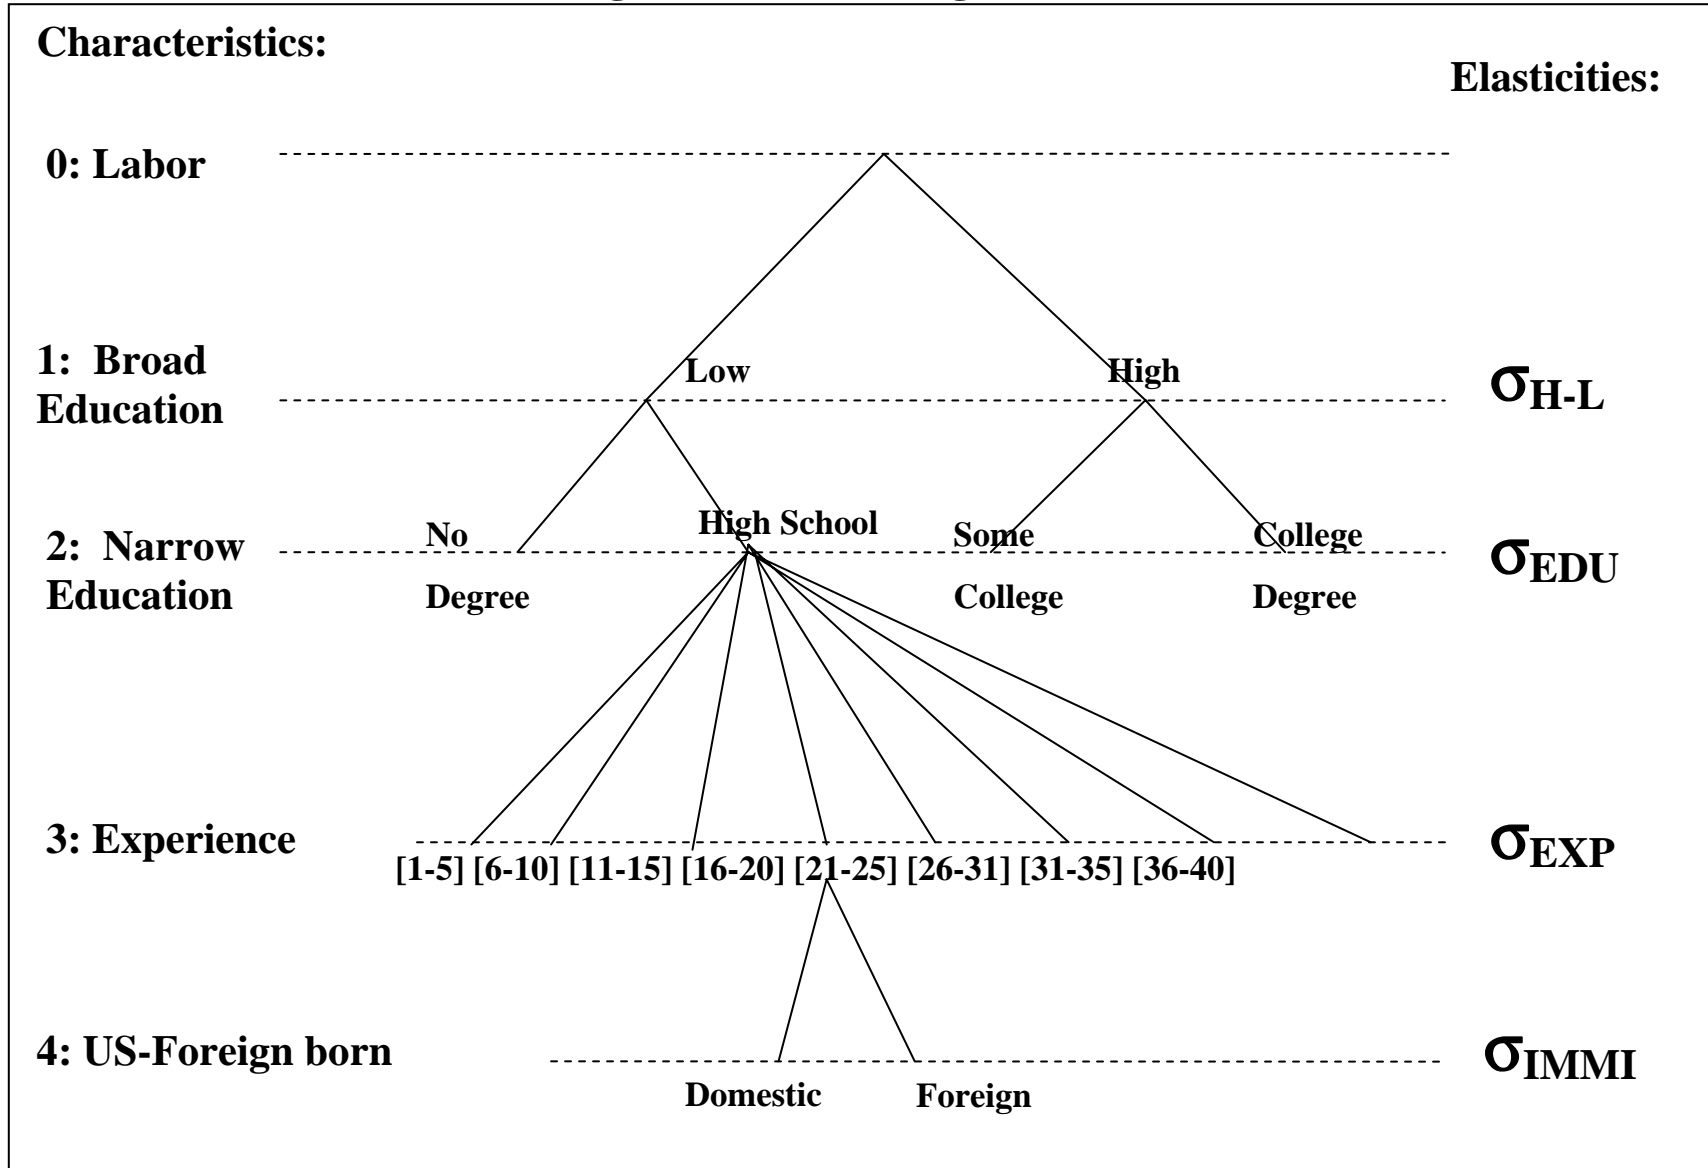 Characteristics:
Elasticities:
0: Labor
1: Broad
Education
Low
High
σH-L
2: Narrow
Education
No
Degree
High School
Some
College
College
Degree
σEDU
3: Experience
[1-5] [6-10] [11-15] [16-20] [21-25] [26-31] [31-35] [36-40]
σEXP
4: US-Foreign born
Domestic
Foreign
σIMMI